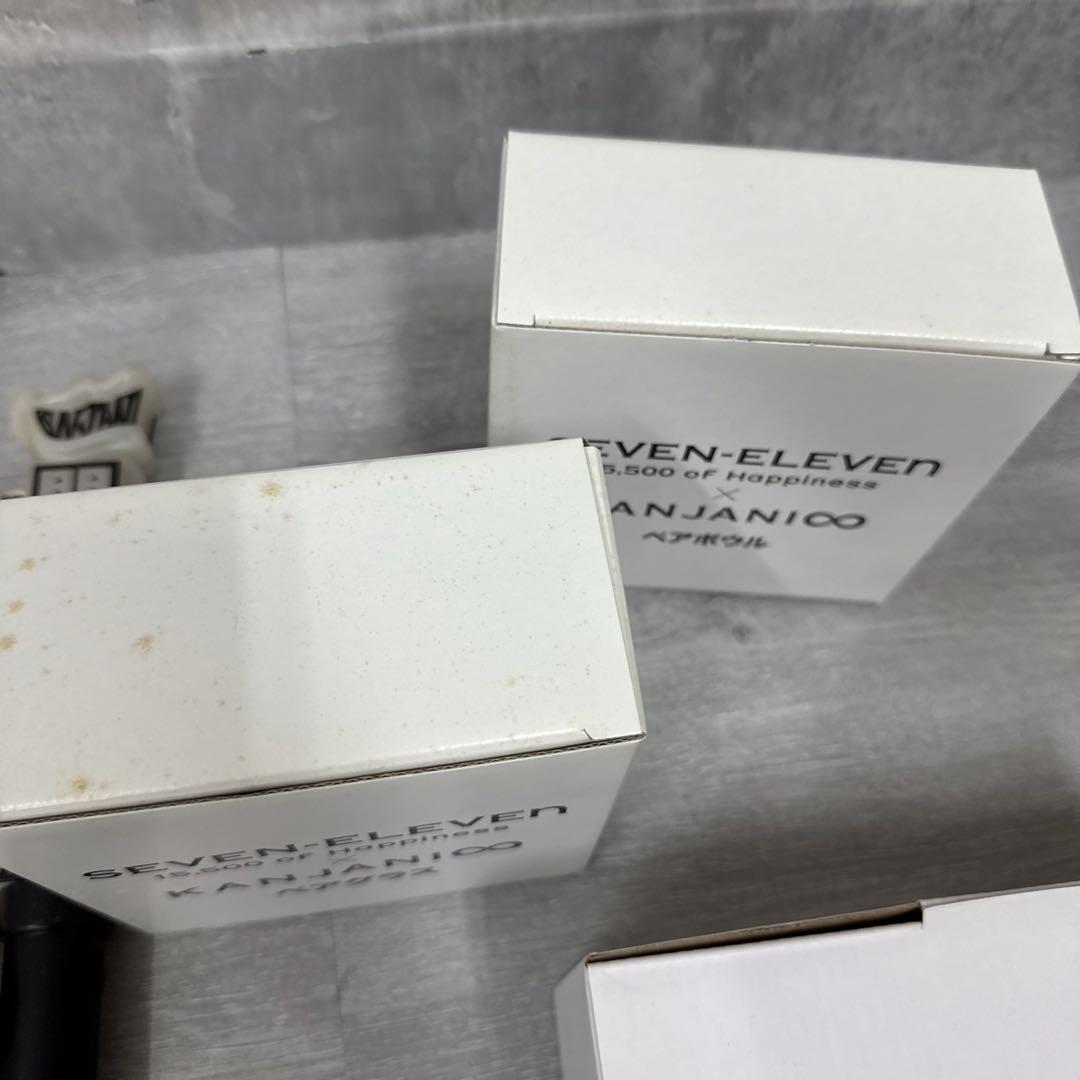 SEVEN-ELEVEn
15,500 oF Happiness
×
KANJANI∞
ペアボウル
SEVEN-ELEVEn
15,500 oF Happiness
×
KANJANI∞
ペアグラス